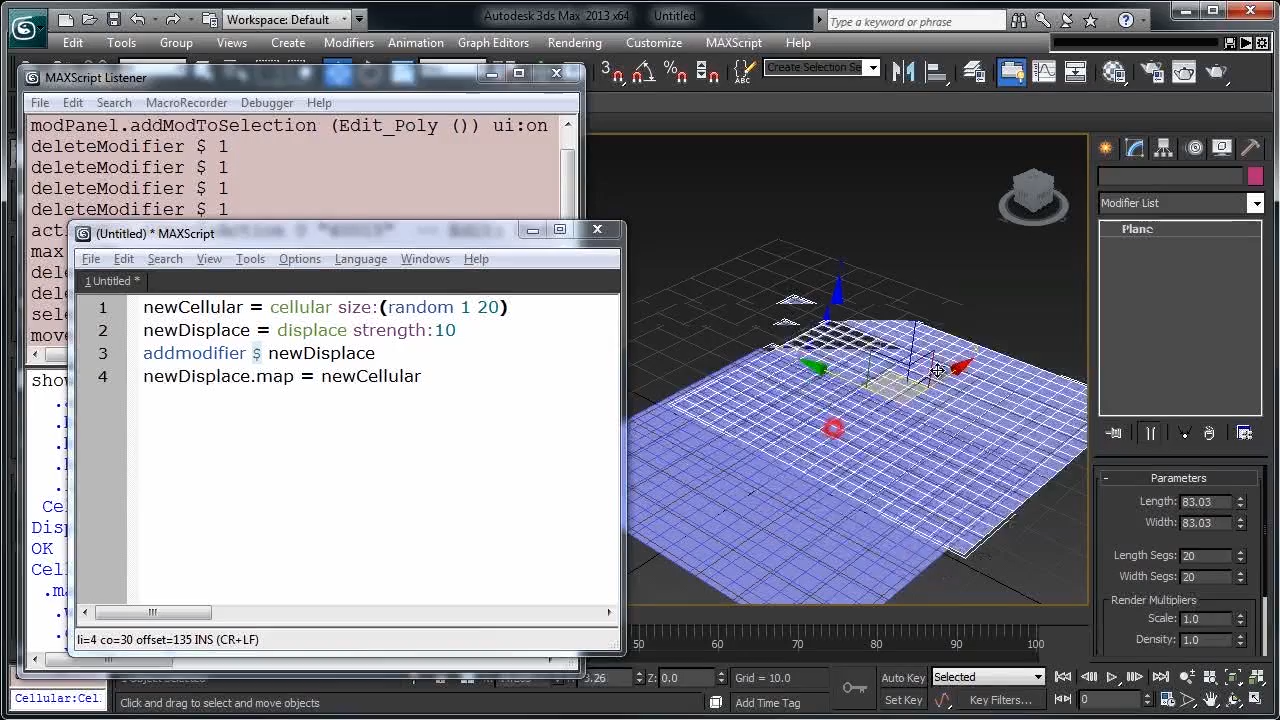 Workspace: Default
Autodesk 3ds Max 2013 x64 Untitled
Type a keyword or phrase
Edit Tools Group Views Create Modifiers Animation Graph Editors Rendering Customize MAXScript Help
Create Selection Se
MAXScript Listener
File Edit Search MacroRecorder Debugger Help
modPanel.addModToSelection (Edit_Poly ()) ui:on
deleteModifier $ 1
deleteModifier $ 1
deleteModifier $ 1
deleteModifier $ 1
max
move
(Untitled) * MAXScript
File Edit Search View Tools Options Language Windows Help
1 Untitled *
1 newCellular = cellular size:(random 1 20)
2 newDisplace = displace strength:10
3 addmodifier $ newDisplace
4 newDisplace.map = newCellular
show
OK
li=4 co=30 offset=135 INS (CR+LF)
Modifier List
Plane
Parameters
Length: 83.03
Width: 83.03
Length Segs: 20
Width Segs: 20
Render Multipliers
Scale: 1.0
Density: 1.0
50 60 70 80 90 100
Cellular:Cel
3.26 Z: 0.0 Grid = 10.0
Auto Key Selected
Click and drag to select and move objects
Add Time Tag
Set Key Key Filters... 0